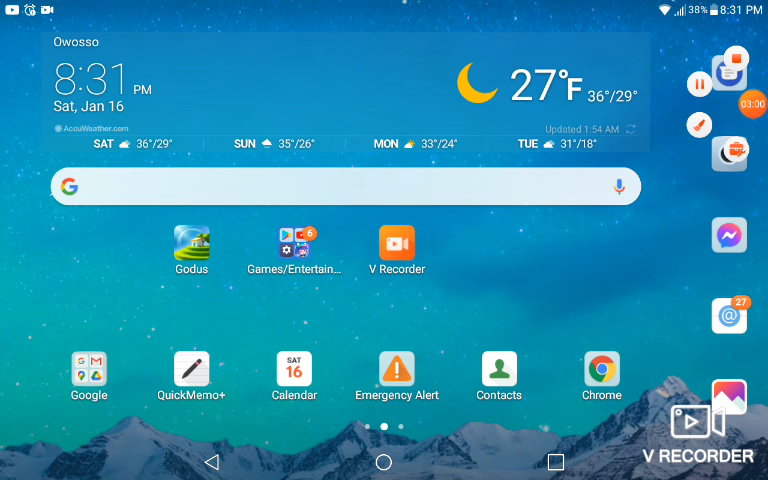 38% 8:31 PM
Owosso
8:31 PM
Sat, Jan 16
27°F 36°/29°
AccuWeather.com
Updated 1:54 AM
SAT 36°/29° SUN 35°/26° MON 33°/24° TUE 31°/18°
03:00
6
Godus Games/Entertain... V Recorder
27
SAT
16
Google QuickMemo+ Calendar Emergency Alert Contacts Chrome
V RECORDER